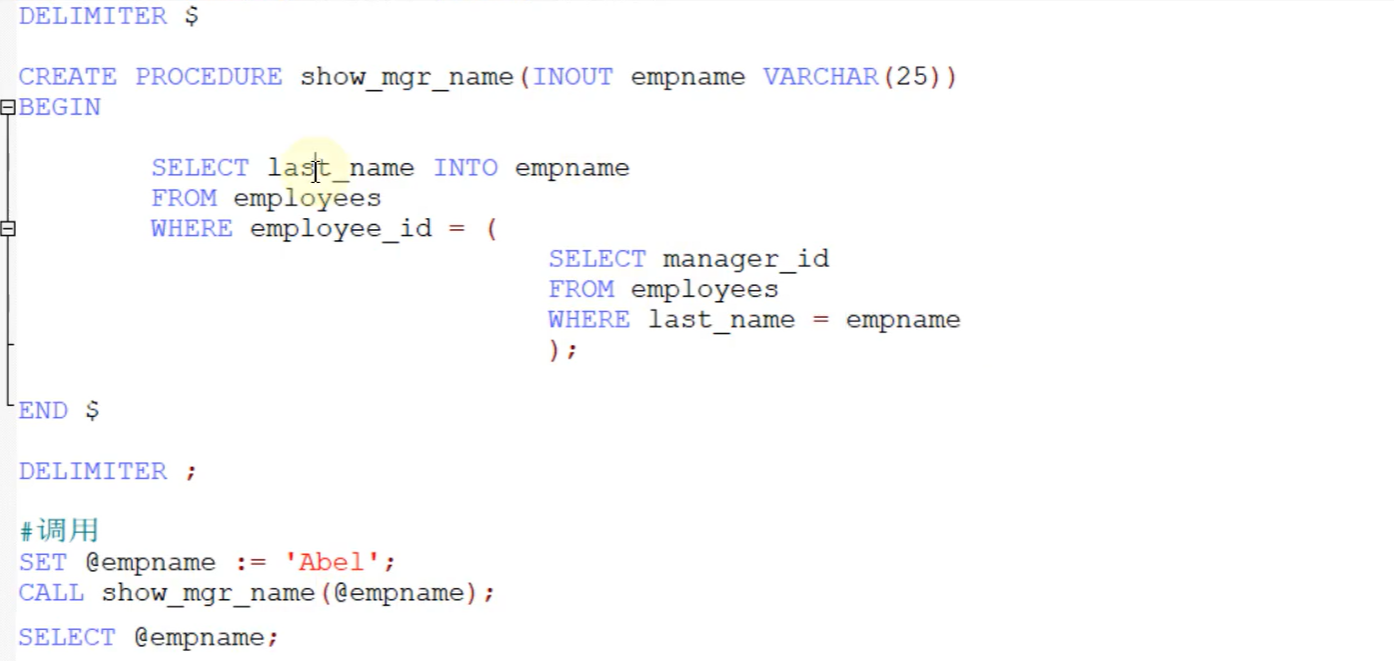 DELIMITER $
CREATE PROCEDURE show_mgr_name(INOUT empname VARCHAR(25))
BEGIN
SELECT last_name INTO empname
FROM employees
WHERE employee_id = (
SELECT manager_id
FROM employees
WHERE last_name = empname
);
END $
DELIMITER ;
#调用
SET @empname := 'Abel';
CALL show_mgr_name(@empname);
SELECT @empname;